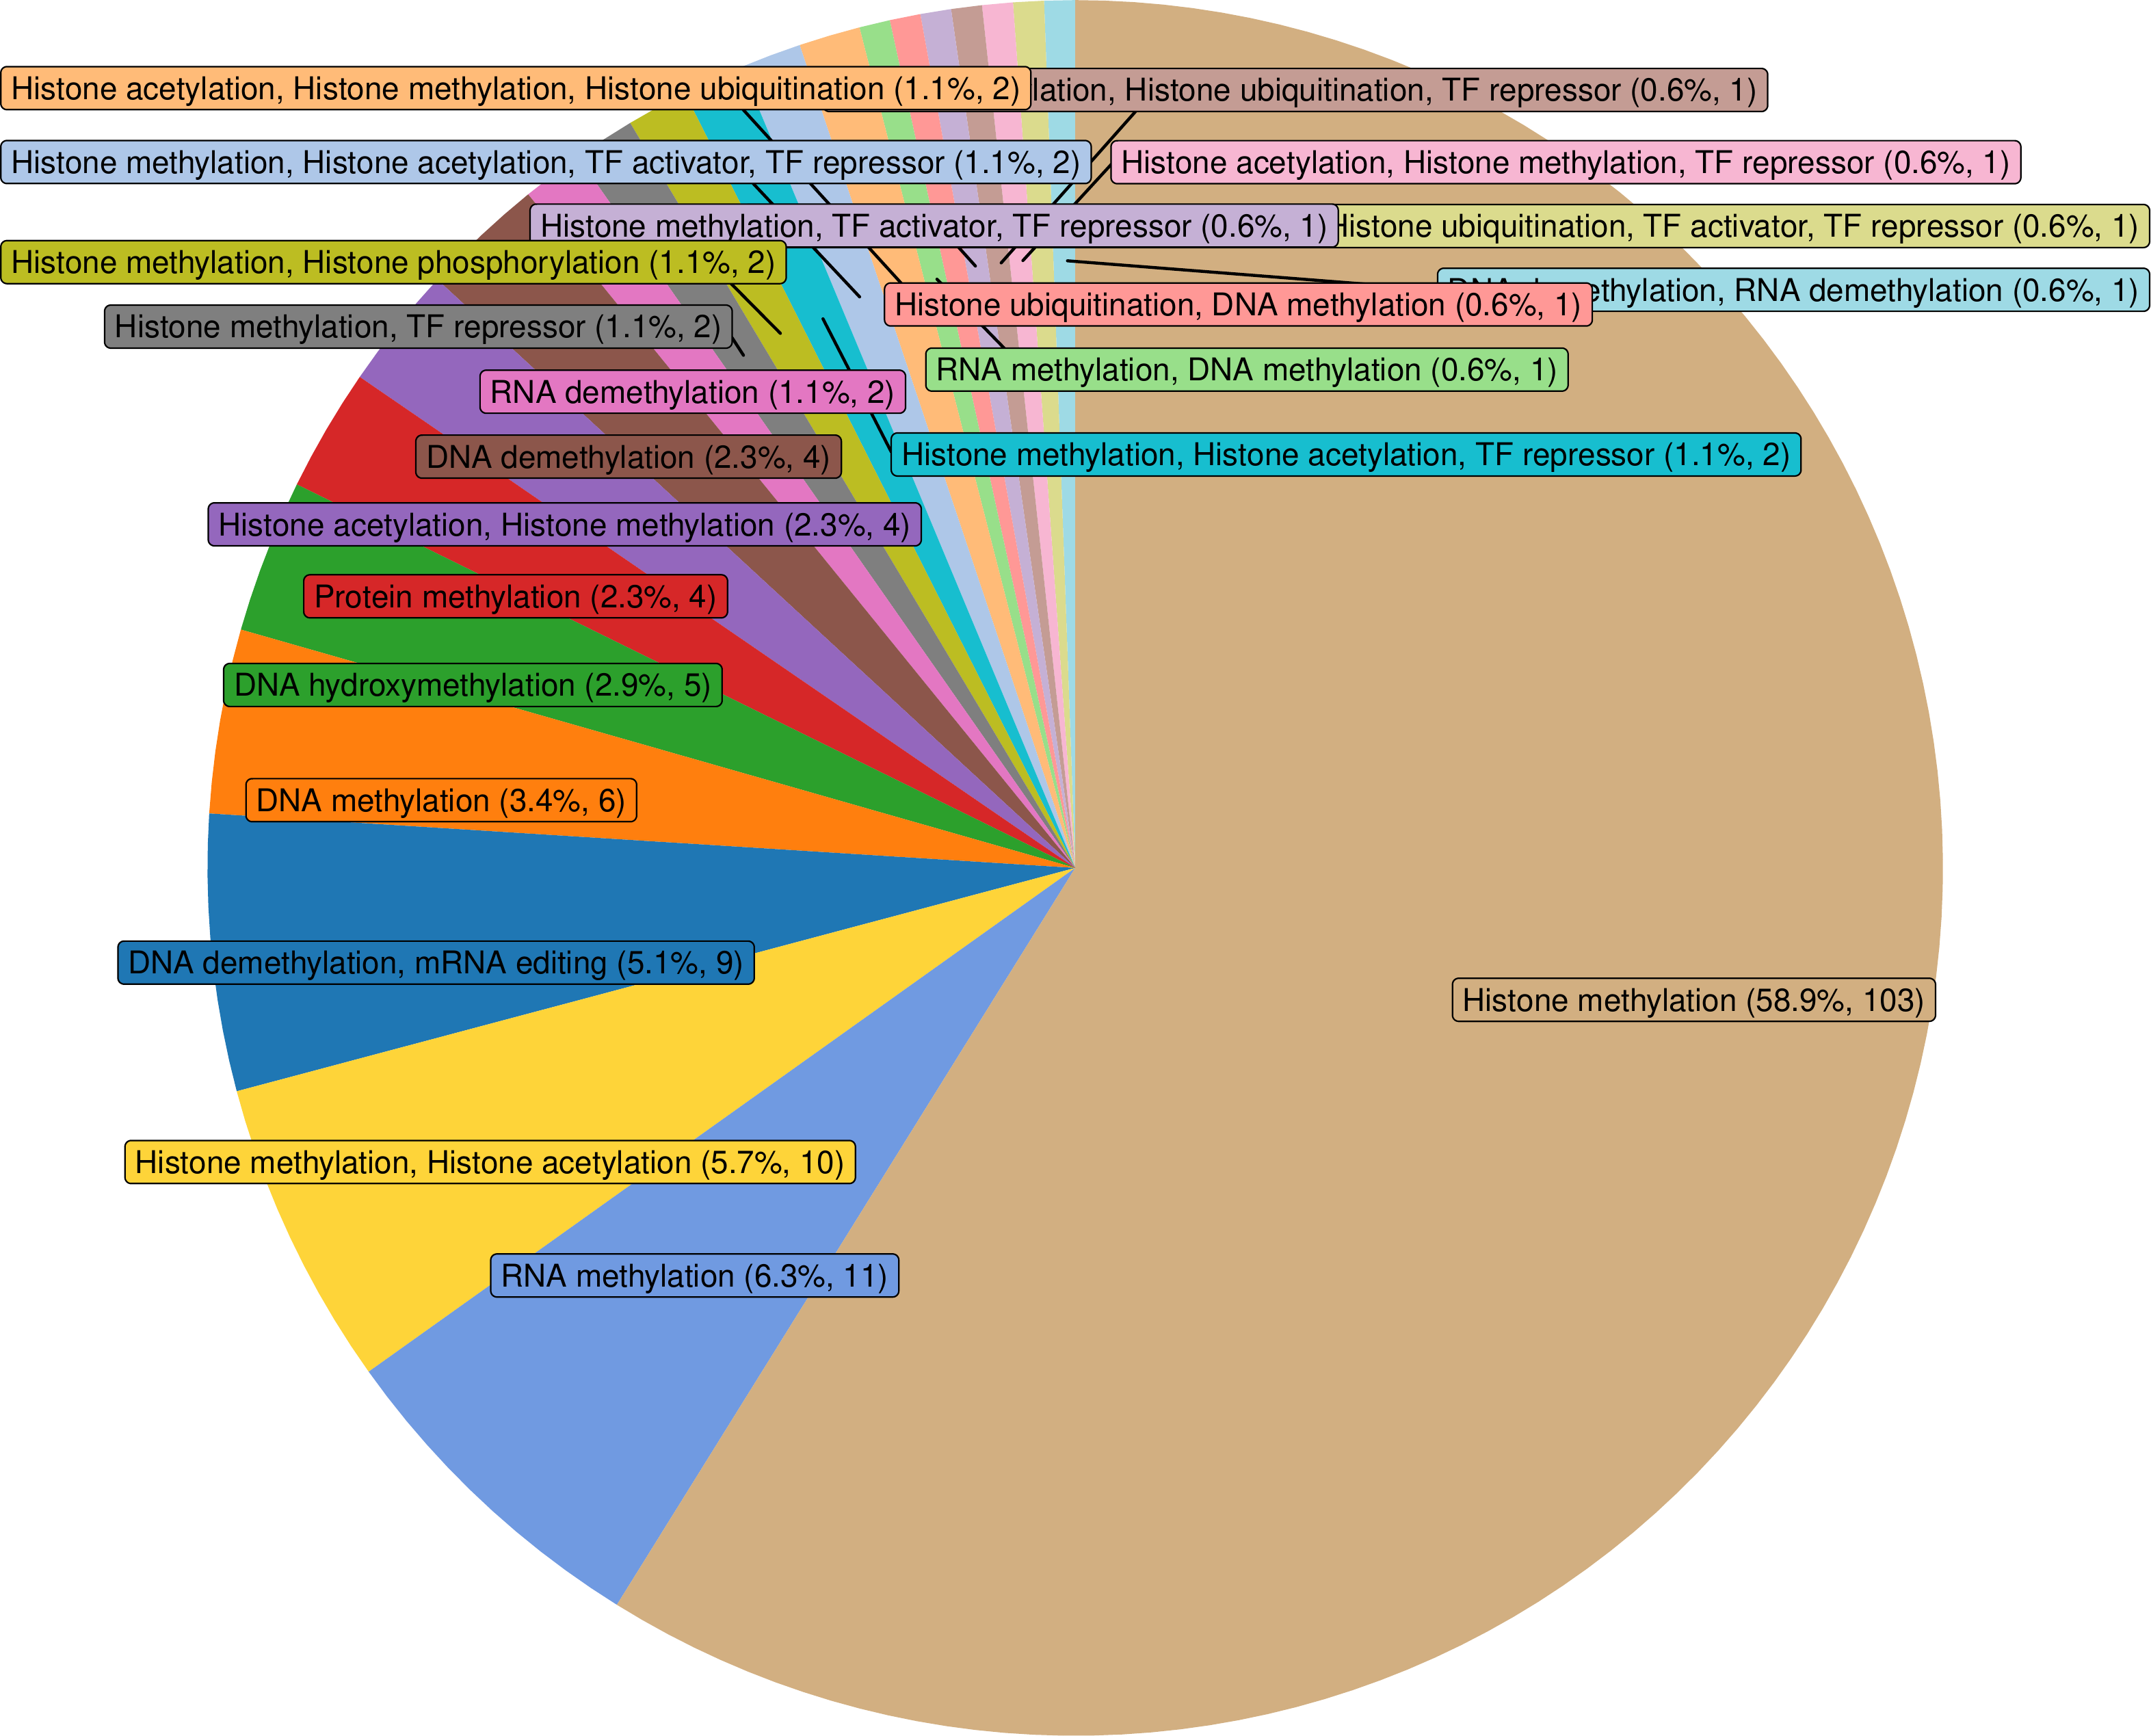 Histone acetylation, Histone methylation, Histone ubiquitination (1.1%, 2)
Histone ubiquitination, TF repressor (0.6%, 1)
Histone methylation, Histone acetylation, TF activator, TF repressor (1.1%, 2)
Histone acetylation, Histone methylation, TF repressor (0.6%, 1)
Histone methylation, TF activator, TF repressor (0.6%, 1)
Histone ubiquitination, TF activator, TF repressor (0.6%, 1)
Histone methylation, Histone phosphorylation (1.1%, 2)
RNA demethylation (0.6%, 1)
Histone ubiquitination, DNA methylation (0.6%, 1)
Histone methylation, TF repressor (1.1%, 2)
RNA methylation, DNA methylation (0.6%, 1)
RNA demethylation (1.1%, 2)
Histone methylation, Histone acetylation, TF repressor (1.1%, 2)
DNA demethylation (2.3%, 4)
Histone acetylation, Histone methylation (2.3%, 4)
Protein methylation (2.3%, 4)
DNA hydroxymethylation (2.9%, 5)
DNA methylation (3.4%, 6)
DNA demethylation, mRNA editing (5.1%, 9)
Histone methylation (58.9%, 103)
Histone methylation, Histone acetylation (5.7%, 10)
RNA methylation (6.3%, 11)